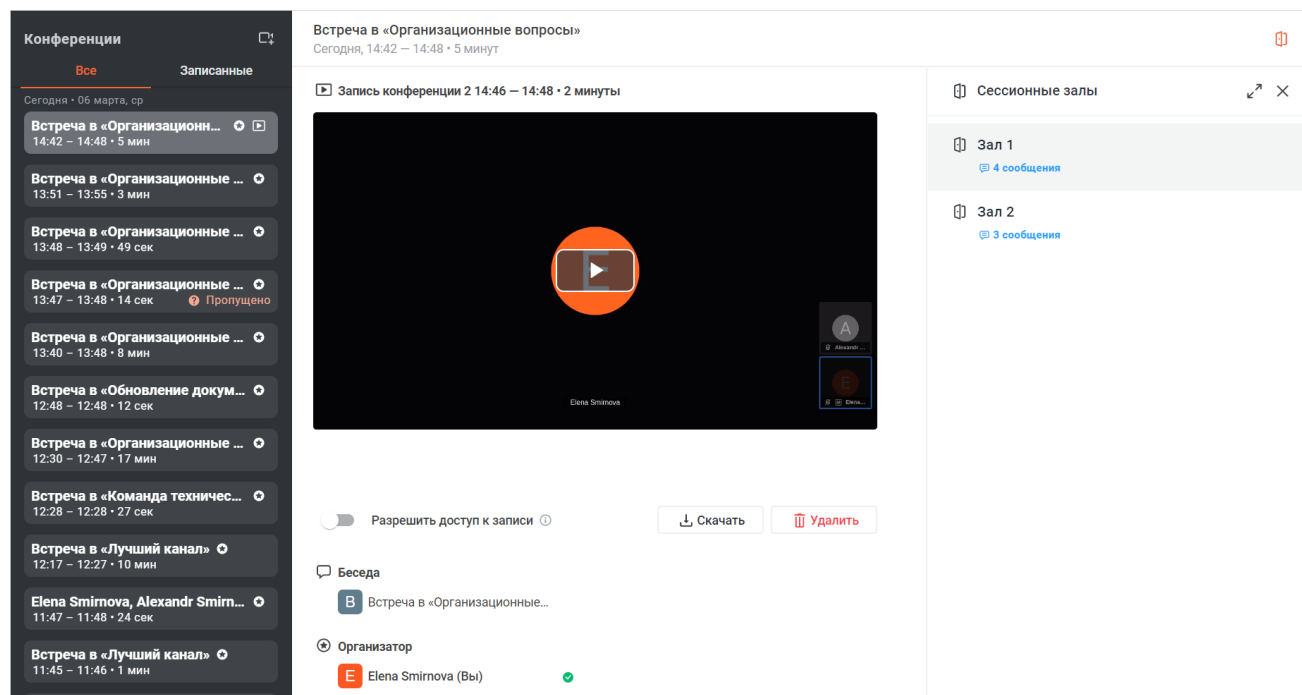 Конференции
Все Записанные
Сегодня • 06 марта, ср
Встреча в «Организационн...
14:42 – 14:48 • 5 мин
Встреча в «Организационные ...
13:51 – 13:55 • 3 мин
Встреча в «Организационные ...
13:48 – 13:49 • 49 сек
Встреча в «Организационные ...
13:47 – 13:48 • 14 сек Пропущено
Встреча в «Организационные ...
13:40 – 13:48 • 8 мин
Встреча в «Обновление докум...
12:48 – 12:48 • 12 сек
Встреча в «Организационные ...
12:30 – 12:47 • 17 мин
Встреча в «Команда техничес...
12:28 – 12:28 • 27 сек
Встреча в «Лучший канал»
12:17 – 12:27 • 10 мин
Elena Smirnova, Alexandr Smirn...
11:47 – 11:48 • 24 сек
Встреча в «Лучший канал»
11:45 – 11:46 • 1 мин
Встреча в «Организационные вопросы»
Сегодня, 14:42 — 14:48 • 5 минут
Запись конференции 2 14:46 — 14:48 • 2 минуты
E
A
Alexandr ...
E
M Elena...
Elena Smirnova
Разрешить доступ к записи
Скачать
Удалить
Беседа
В Встреча в «Организационные...
Организатор
E Elena Smirnova (Вы)
Сессионные залы
Зал 1
4 сообщения
Зал 2
3 сообщения